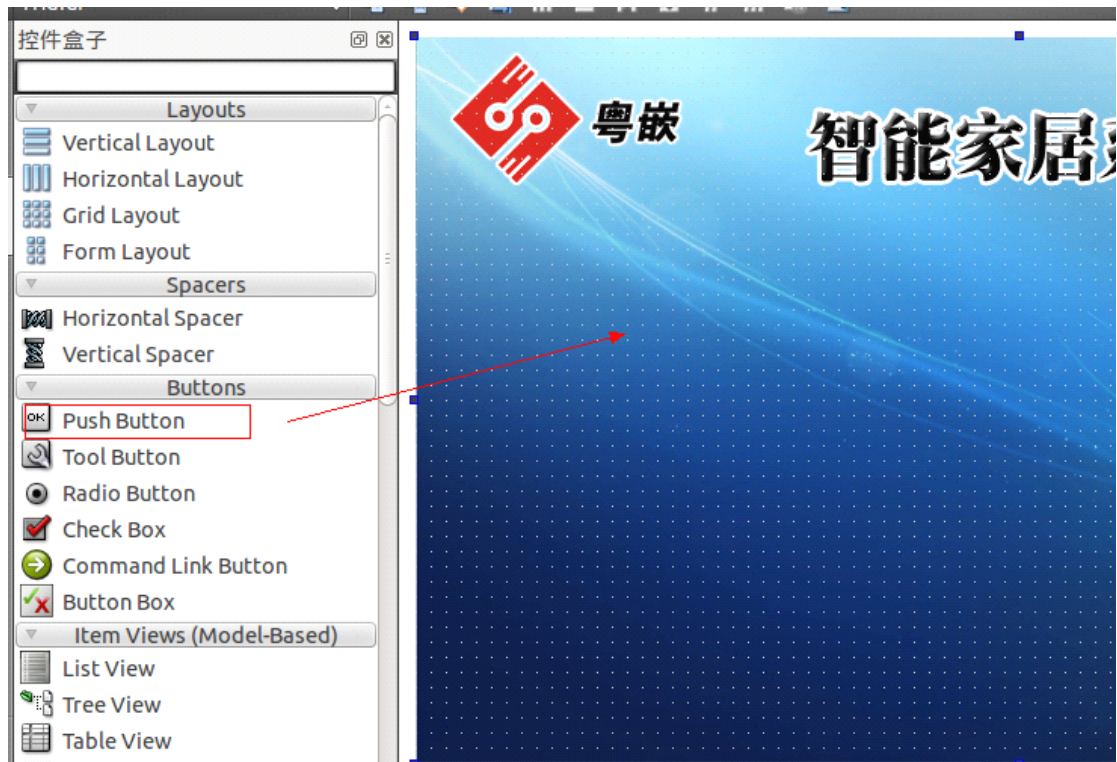 控件盒子
Layouts
Vertical Layout
Horizontal Layout
Grid Layout
Form Layout
Spacers
Horizontal Spacer
Vertical Spacer
Buttons
OK
Push Button
Tool Button
Radio Button
Check Box
Command Link Button
Button Box
Item Views (Model-Based)
List View
Tree View
Table View
粤嵌
智能家居